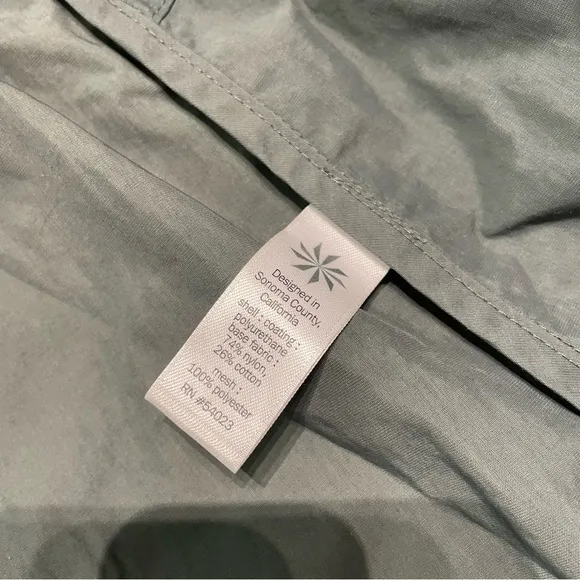 Designed in
Sonoma County,
California
shell : coating :
polyurethane
base fabric :
74% nylon,
26% cotton
mesh :
100% polyester
RN #54023